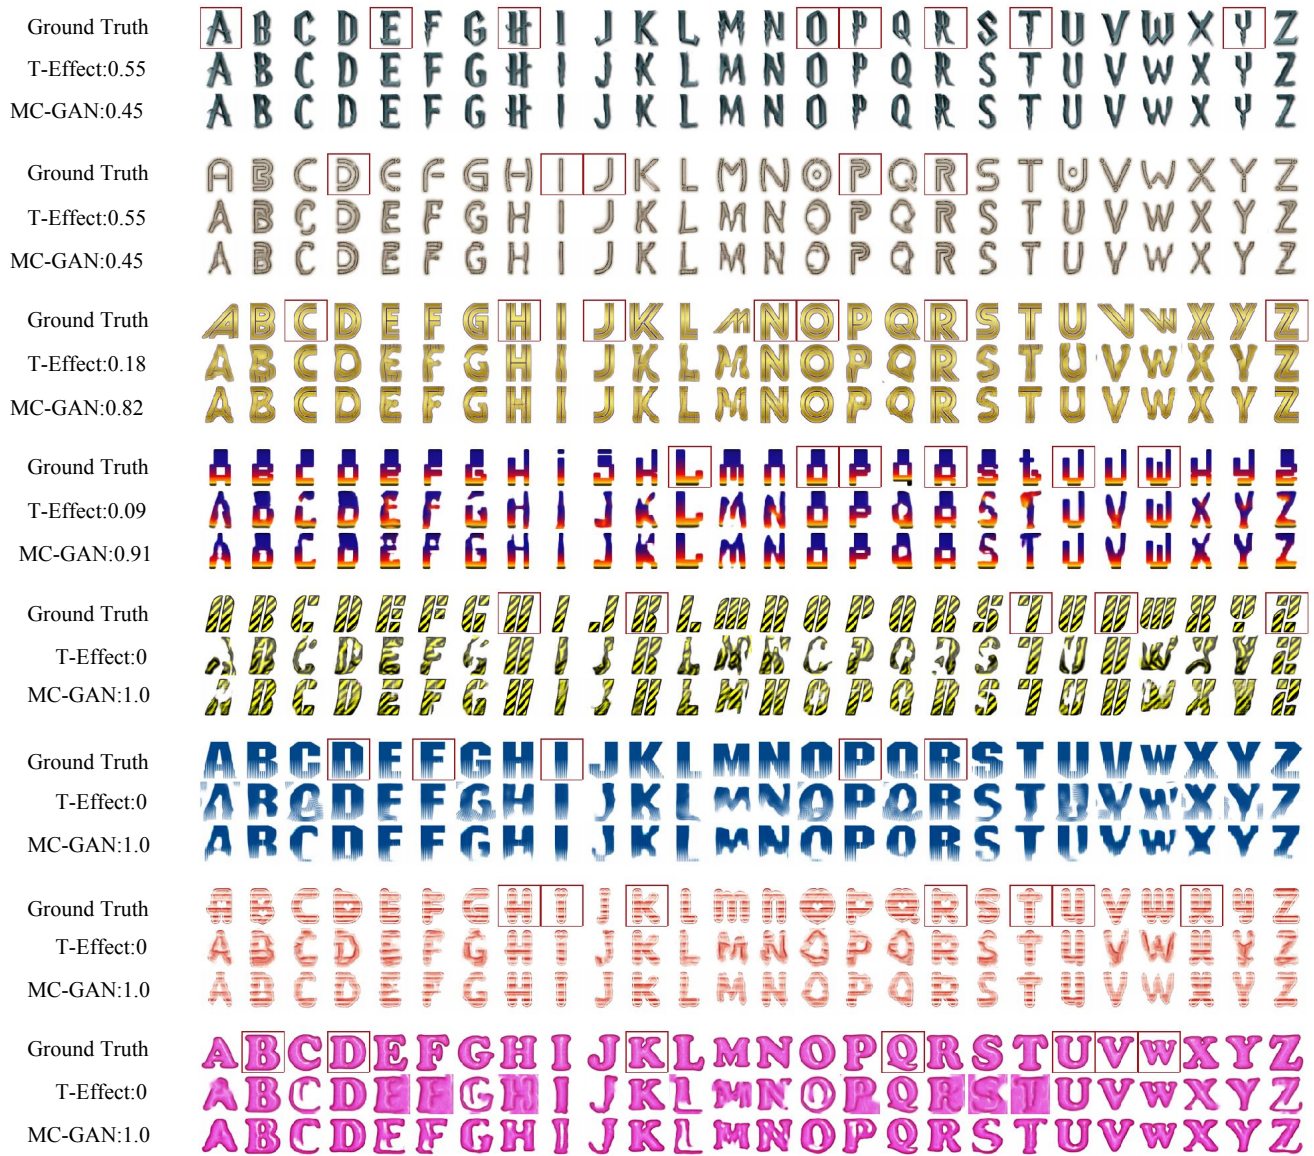 Ground Truth A B C D E F G H I J K L M N O P Q R S T U V W X Y Z
T-Effect:0.55 A B C D E F G H I J K L M N O P Q R S T U V W X Y Z
MC-GAN:0.45 A B C D E F G H I J K L M N O P Q R S T U V W X Y Z
Ground Truth A B C D E F G H I J K L M N O P Q R S T U V W X Y Z
T-Effect:0.55 A B C D E F G H I J K L M N O P Q R S T U V W X Y Z
MC-GAN:0.45 A B C D E F G H I J K L M N O P Q R S T U V W X Y Z
Ground Truth A B C D E F G H I J K L M N O P Q R S T U V W X Y Z
T-Effect:0.18 A B C D E F G H I J K L M N O P Q R S T U V W X Y Z
MC-GAN:0.82 A B C D E F G H I J K L M N O P Q R S T U V W X Y Z
Ground Truth A B C D E F G H i j K L M N O P q R S t U V W X y Z
T-Effect:0.09 A B C D E F G H I J K L M N O P Q R S T U V W X Y Z
MC-GAN:0.91 A B C D E F G H I J K L M N O P Q R S T U V W X Y Z
Ground Truth A B C D E F G H I J K L m N O P Q R S T U V w X y Z
T-Effect:0 A B C D E F G H I J K L M N O P Q R S T U V W X Y Z
MC-GAN:1.0 A B C D E F G H I J K L M N O P Q R S T U V W X Y Z
Ground Truth A B C D E F G H I J K L M N O P Q R S T U V W X Y Z
T-Effect:0 A B C D E F G H I J K L M N O P Q R S T U V W X Y Z
MC-GAN:1.0 A B C D E F G H I J K L M N O P Q R S T U V W X Y Z
Ground Truth A B C D E F G H I J K L m n O P Q R S T U V W X Y Z
T-Effect:0 A B C D E F G H I J K L M N O P Q R S T U V W X Y Z
MC-GAN:1.0 A B C D E F G H I J K L M N O P Q R S T U V W X Y Z
Ground Truth A B C D E F G H I J K L M N O P Q R S T U V W X Y Z
T-Effect:0 A B C D E F G H I J K L M N O P Q R S T U V W X Y Z
MC-GAN:1.0 A B C D E F G H I J K L M N O P Q R S T U V W X Y Z